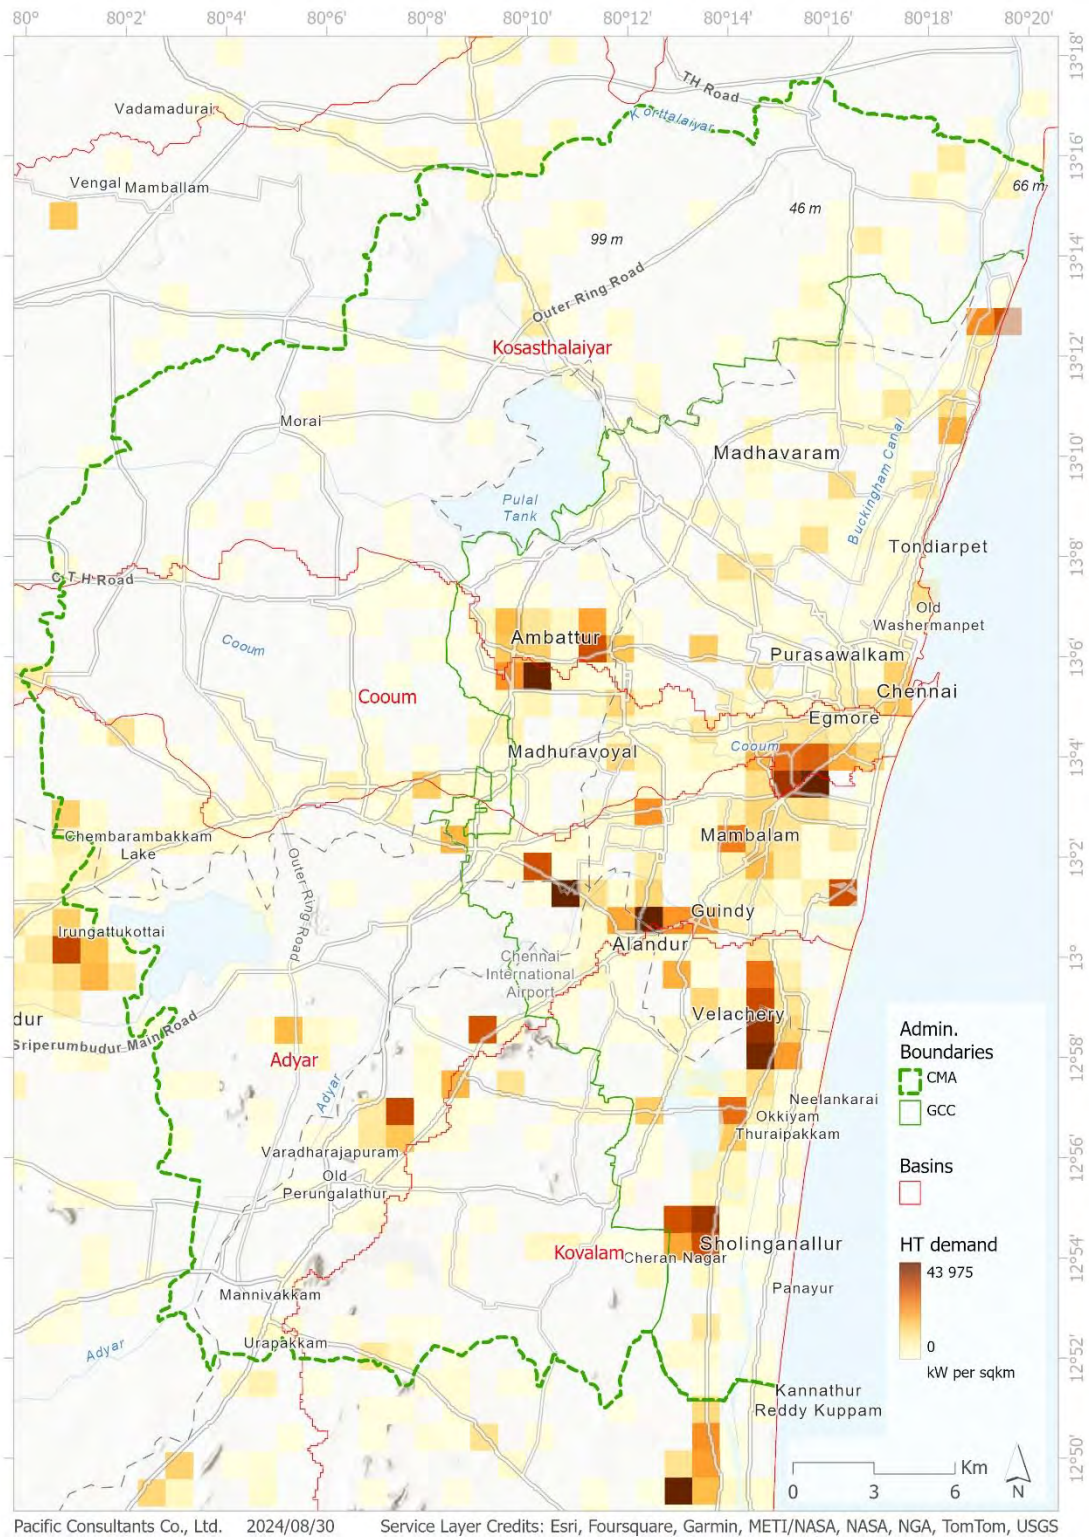 80° 80°2' 80°4' 80°6' 80°8' 80°10' 80°12' 80°14' 80°16' 80°18' 80°20'
13°18'
TH Road
Vadamadurai
Korttalaiyar
13°16'
Vengal Mamballam
66 m
46 m
99 m
13°14'
Outer Ring Road
Kosasthalaiyar
13°12'
Morai
Madhavaram
13°10'
Buckingham Canal
Pulal
Tank
Tondiarpet
13°8'
C T H Road
Old
Washermanpet
Ambattur
Cooum
Purasawalkam
13°6'
Cooum
Chennai
Egmore
Madhuravoyal
Cooum
13°4'
Chembarambakkam
Lake
Mambalam
13°2'
Outer Ring Road
Guindy
Irungattukottai
Alandur
13°
Chennai
International
Airport
dur
Velachery
Sriperumbudur Main Road
Adyar
12°58'
Adyar
Neelankarai
Okkiyam
Thuraipakkam
Varadharajapuram
12°56'
Old
Perungalathur
Kovalam
Cheran Nagar
Sholinganallur
12°54'
Mannivakkam
Panayur
Urapakkam
Adyar
12°52'
Kannathur
Reddy Kuppam
12°50'
Admin.
Boundaries
CMA
GCC
Basins
HT demand
43 975
0
kW per sqkm
Km
0 3 6
N
Pacific Consultants Co., Ltd. 2024/08/30 Service Layer Credits: Esri, Foursquare, Garmin, METI/NASA, NASA, NGA, TomTom, USGS